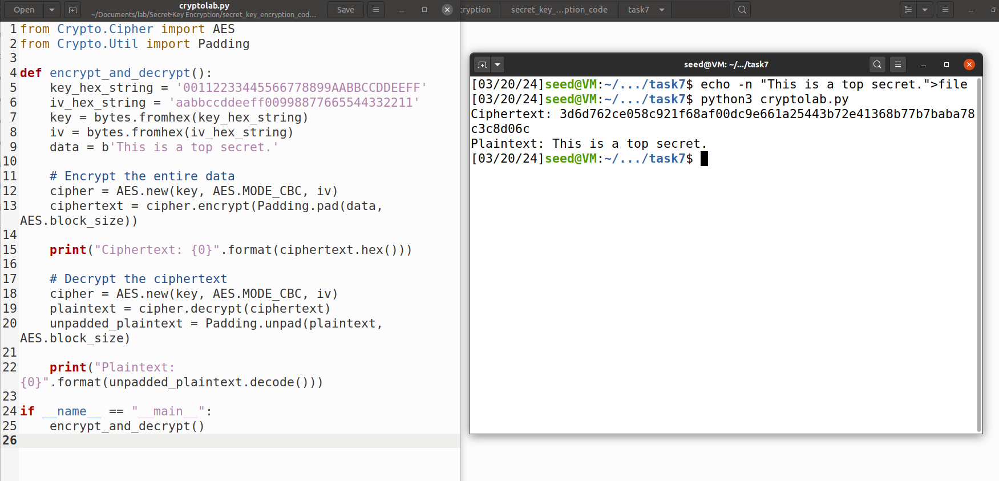 Open
cryptolab.py
~/Documents/lab/Secret-Key Encryption/secret_key_encryption_cod...
Save
cryption
secret_key_...ption_code
task7
1 from Crypto.Cipher import AES
2 from Crypto.Util import Padding
3
4 def encrypt_and_decrypt():
5     key_hex_string = '00112233445566778899AABBCCDDEEFF'
6     iv_hex_string = 'aabbccddeeff00998877665544332211'
7     key = bytes.fromhex(key_hex_string)
8     iv = bytes.fromhex(iv_hex_string)
9     data = b'This is a top secret.'
10
11     # Encrypt the entire data
12     cipher = AES.new(key, AES.MODE_CBC, iv)
13     ciphertext = cipher.encrypt(Padding.pad(data,
AES.block_size))
14
15     print("Ciphertext: {0}".format(ciphertext.hex()))
16
17     # Decrypt the ciphertext
18     cipher = AES.new(key, AES.MODE_CBC, iv)
19     plaintext = cipher.decrypt(ciphertext)
20     unpadded_plaintext = Padding.unpad(plaintext,
AES.block_size)
21
22     print("Plaintext:
{0}".format(unpadded_plaintext.decode()))
23
24 if __name__ == "__main__":
25     encrypt_and_decrypt()
26
seed@VM: ~/.../task7
[03/20/24]seed@VM:~/.../task7$ echo -n "This is a top secret.">file
[03/20/24]seed@VM:~/.../task7$ python3 cryptolab.py
Ciphertext: 3d6d762ce058c921f68af00dc9e661a25443b72e41368b77b7baba78
c3c8d06c
Plaintext: This is a top secret.
[03/20/24]seed@VM:~/.../task7$